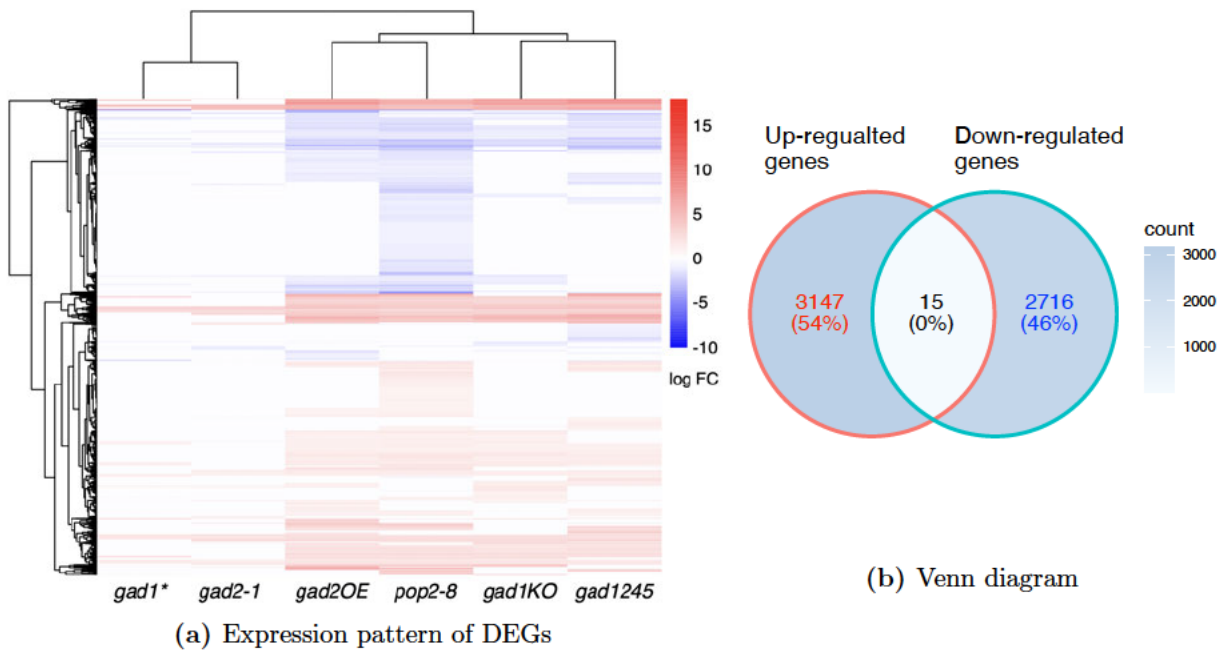 15
10
5
0
-5
-10
log FC
gad1*
gad2-1
gad2OE
pop2-8
gad1KO
gad1245
(a) Expression pattern of DEGs
Up-regualted
genes
Down-regulated
genes
3147
(54%)
15
(0%)
2716
(46%)
count
3000
2000
1000
(b) Venn diagram